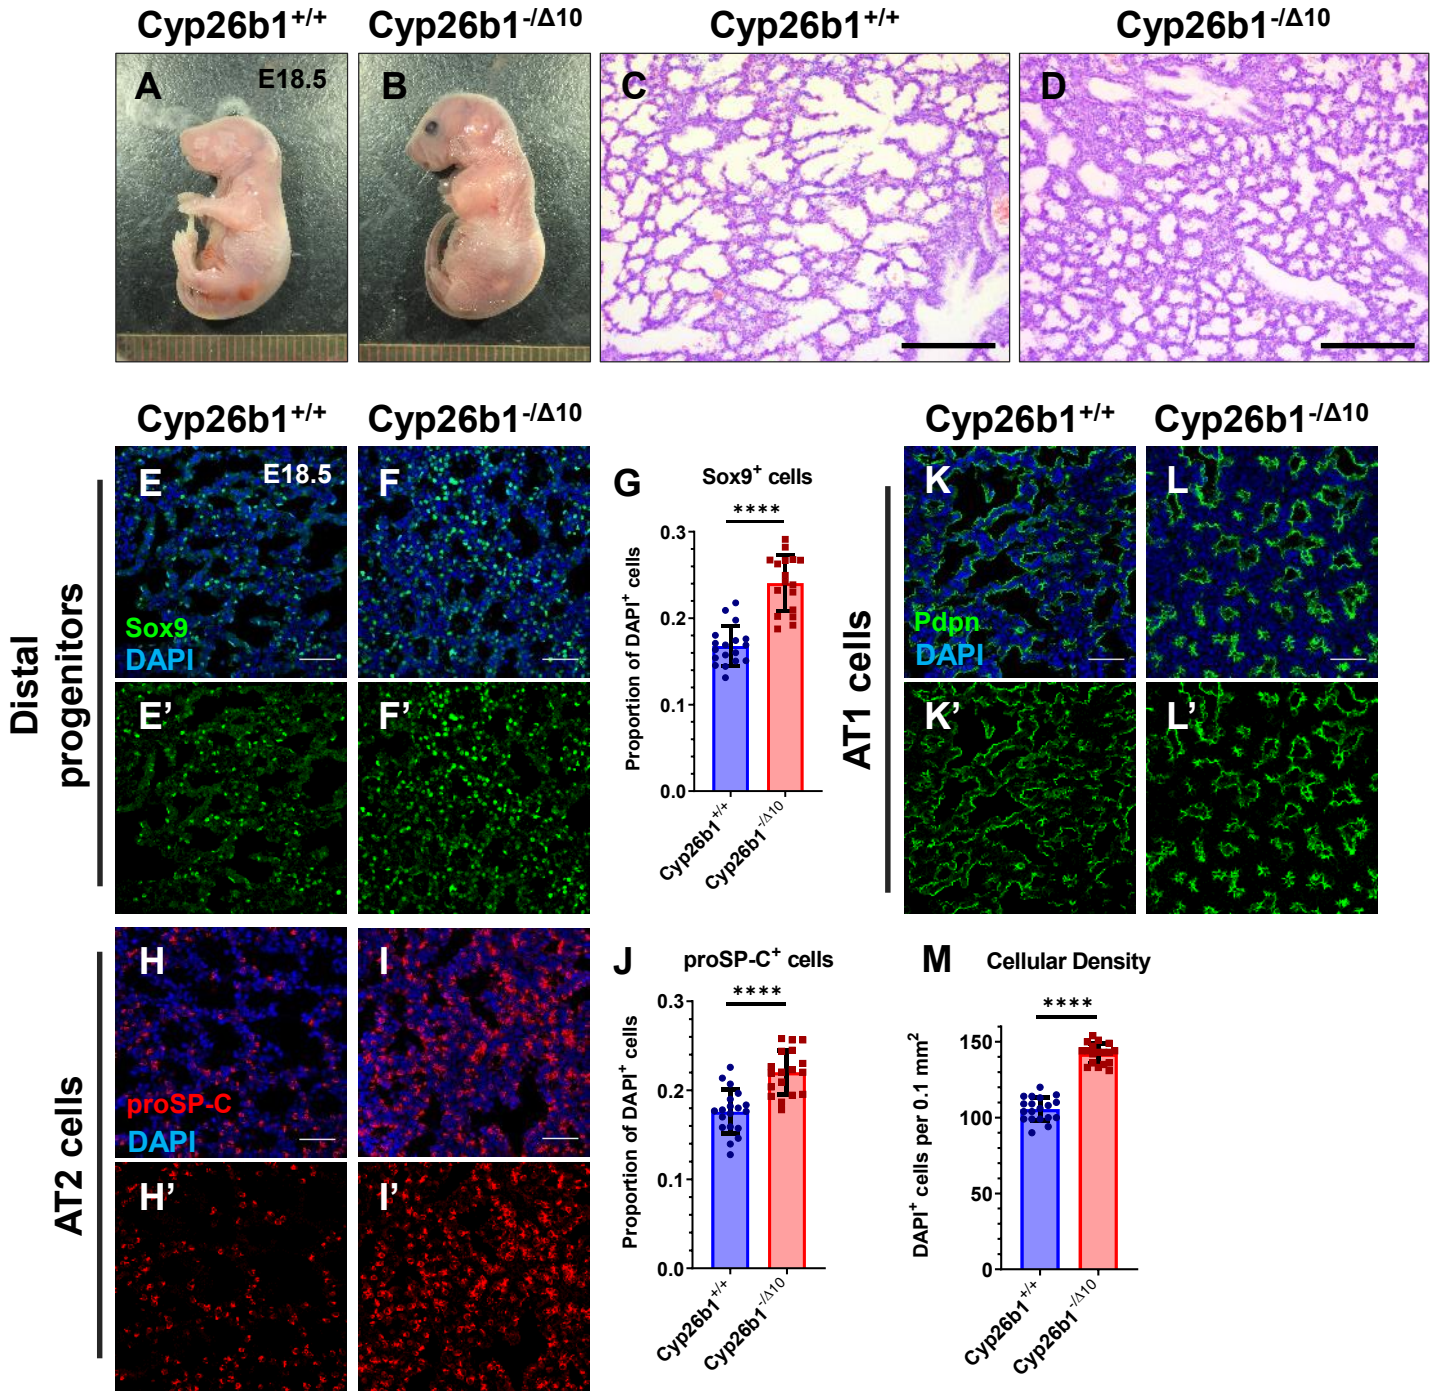 Cyp26b1+/+
Cyp26b1-/Δ10
Cyp26b1+/+
Cyp26b1-/Δ10
A
E18.5
B
C
D
Cyp26b1+/+
Cyp26b1-/Δ10
Cyp26b1+/+
Cyp26b1-/Δ10
Distal
progenitors
E
E18.5
Sox9
DAPI
F
E’
F’
G
Sox9+ cells
****
Proportion of DAPI+ cells
0.3
0.2
0.1
0.0
Cyp26b1+/+
Cyp26b1-/Δ10
AT1 cells
K
Pdpn
DAPI
L
K’
L’
AT2 cells
H
proSP-C
DAPI
I
H’
I’
J
proSP-C+ cells
****
Proportion of DAPI+ cells
0.3
0.2
0.1
0.0
Cyp26b1+/+
Cyp26b1-/Δ10
M
Cellular Density
****
DAPI+ cells per 0.1 mm2
150
100
50
0
Cyp26b1+/+
Cyp26b1-/Δ10